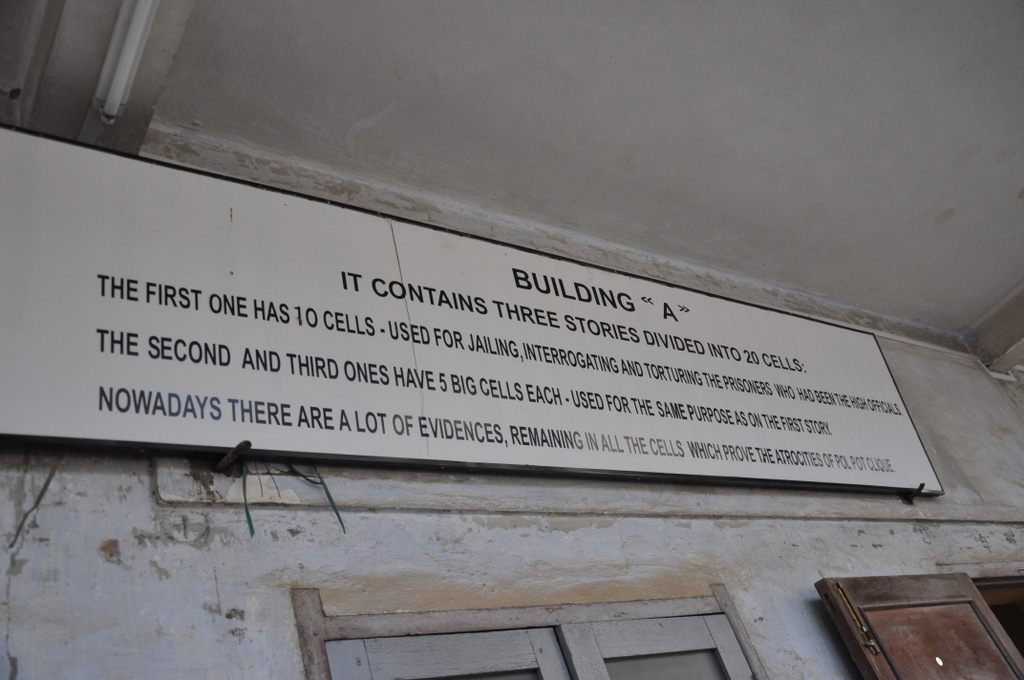 BUILDING “A”
IT CONTAINS THREE STORIES DIVIDED INTO 20 CELLS:
THE FIRST ONE HAS 10 CELLS - USED FOR JAILING, INTERROGATING AND TORTURING THE PRISONERS WHO HAD BEEN THE HIGH OFFICIALS.
THE SECOND AND THIRD ONES HAVE 5 BIG CELLS EACH - USED FOR THE SAME PURPOSE AS ON THE FIRST STORY.
NOWADAYS THERE ARE A LOT OF EVIDENCES, REMAINING IN ALL THE CELLS WHICH PROVE THE ATROCITIES OF POL POT CLIQUE.